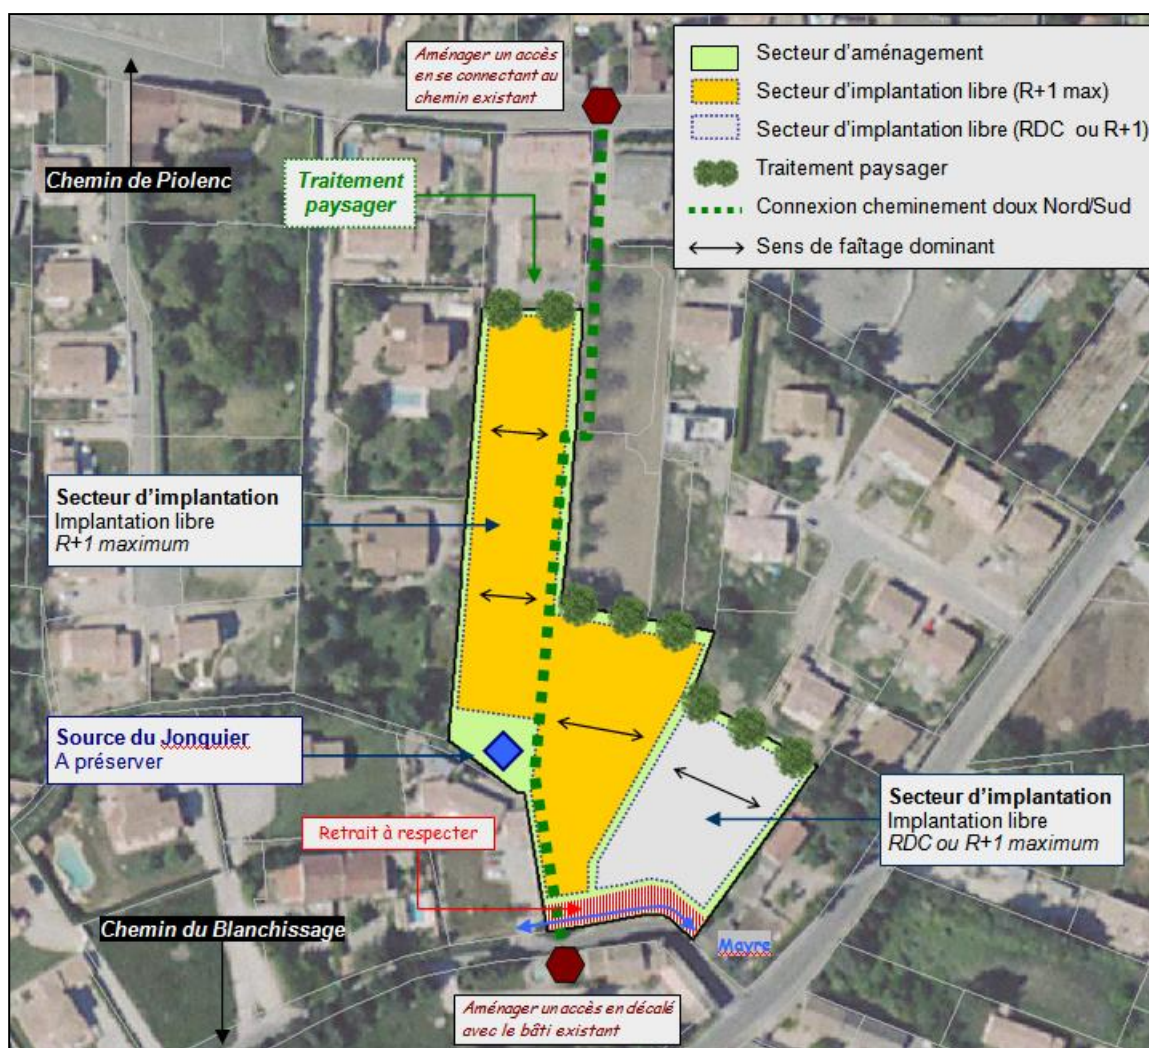 Aménager un accès
en se connectant au
chemin existant
Secteur d'aménagement
Secteur d'implantation libre (R+1 max)
Secteur d'implantation libre (RDC ou R+1)
Traitement paysager
Connexion cheminement doux Nord/Sud
Sens de faîtage dominant
Chemin de Piolenc
Traitement
paysager
Secteur d'implantation
Implantation libre
R+1 maximum
Source du Jonquier
A préserver
Retrait à respecter
Secteur d'implantation
Implantation libre
RDC ou R+1 maximum
Chemin du Blanchissage
Mayre
Aménager un accès en décalé
avec le bâti existant